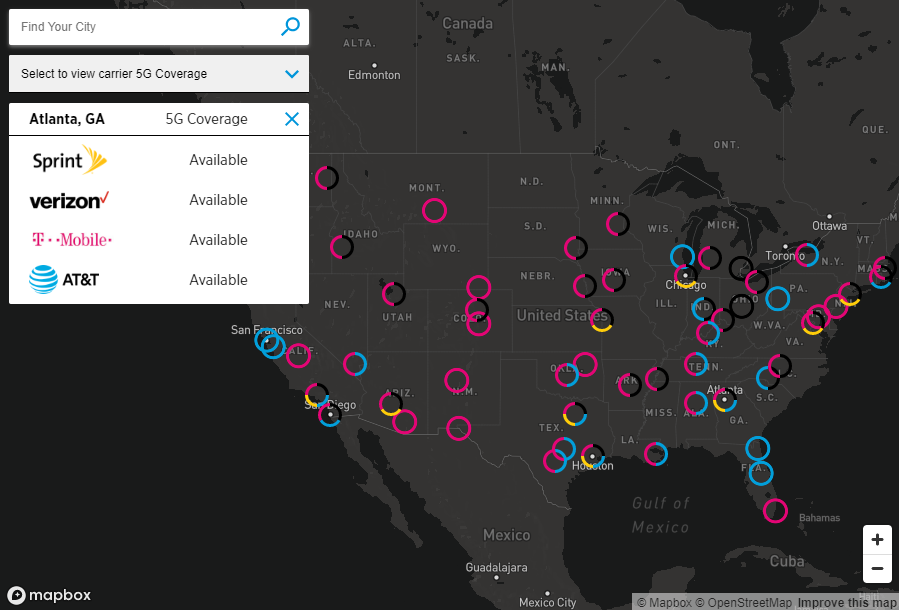 Find Your City
Select to view carrier 5G Coverage
Atlanta, GA 5G Coverage
Sprint Available
verizon Available
T··Mobile· Available
AT&T Available
Canada
ALTA.
SASK.
Edmonton
MAN.
ONT.
QUE.
MONT.
N.D.
MINN.
IDAHO
WYO.
S.D.
WIS.
MICH.
Ottawa
Toronto
VT.
N.Y.
MASS.
NEBR.
IOWA
Chicago
NEV.
UTAH
COLO.
United States
ILL.
IND.
OHIO
PA.
N.J.
MD.
W.VA.
VA.
KY.
San Francisco
CALIF.
San Diego
ARIZ.
N.M.
OKLA.
ARK.
TENN.
N.C.
S.C.
Atlanta
MISS.
ALA.
GA.
TEX.
LA.
Houston
FLA.
Gulf of
Mexico
Bahamas
Mexico
Cuba
Guadalajara
Mexico City
mapbox
© Mapbox © OpenStreetMap Improve this map